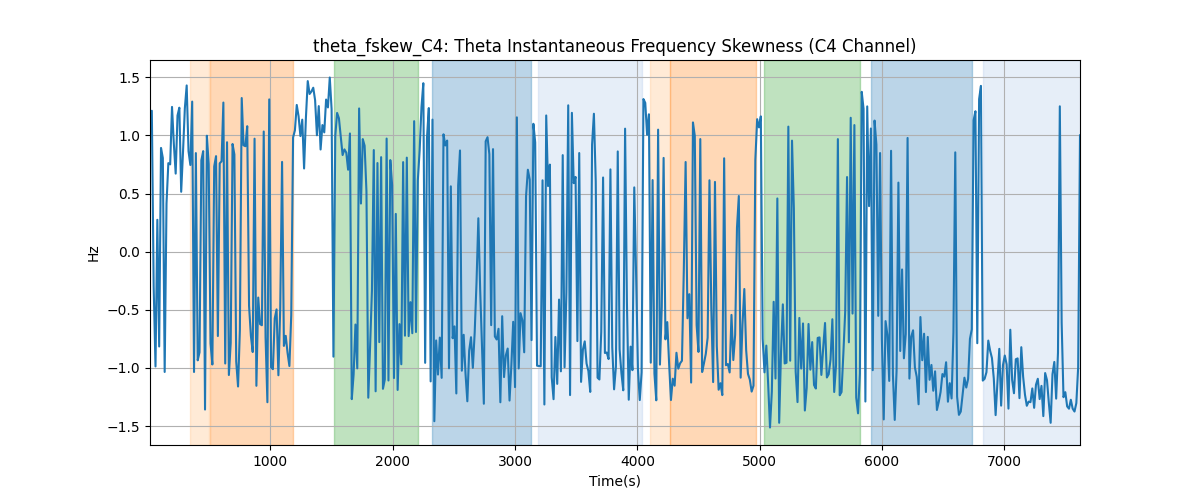 theta_fskew_C4: Theta Instantaneous Frequency Skewness (C4 Channel)
1.5
1.0
0.5
0.0
−0.5
−1.0
−1.5
Hz
1000 2000 3000 4000 5000 6000 7000
Time(s)